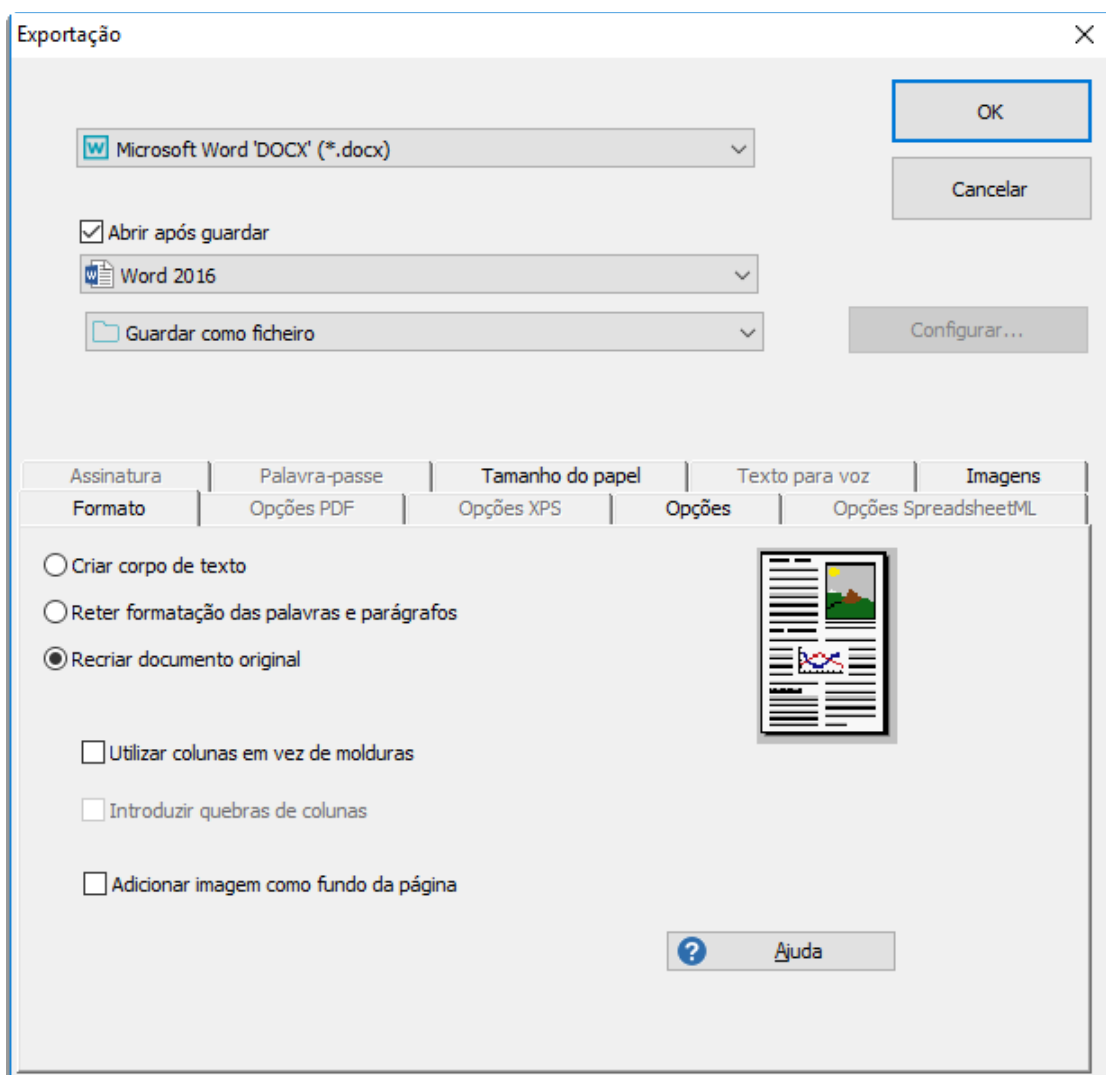 Exportação
OK
Microsoft Word 'DOCX' (*.docx)
Cancelar
Abrir após guardar
Word 2016
Guardar como ficheiro
Configurar...
Assinatura Palavra-passe Tamanho do papel Texto para voz Imagens
Formato Opções PDF Opções XPS Opções Opções SpreadsheetML
Criar corpo de texto
Reter formatação das palavras e parágrafos
Recriar documento original
Utilizar colunas em vez de molduras
Introduzir quebras de colunas
Adicionar imagem como fundo da página
Ajuda